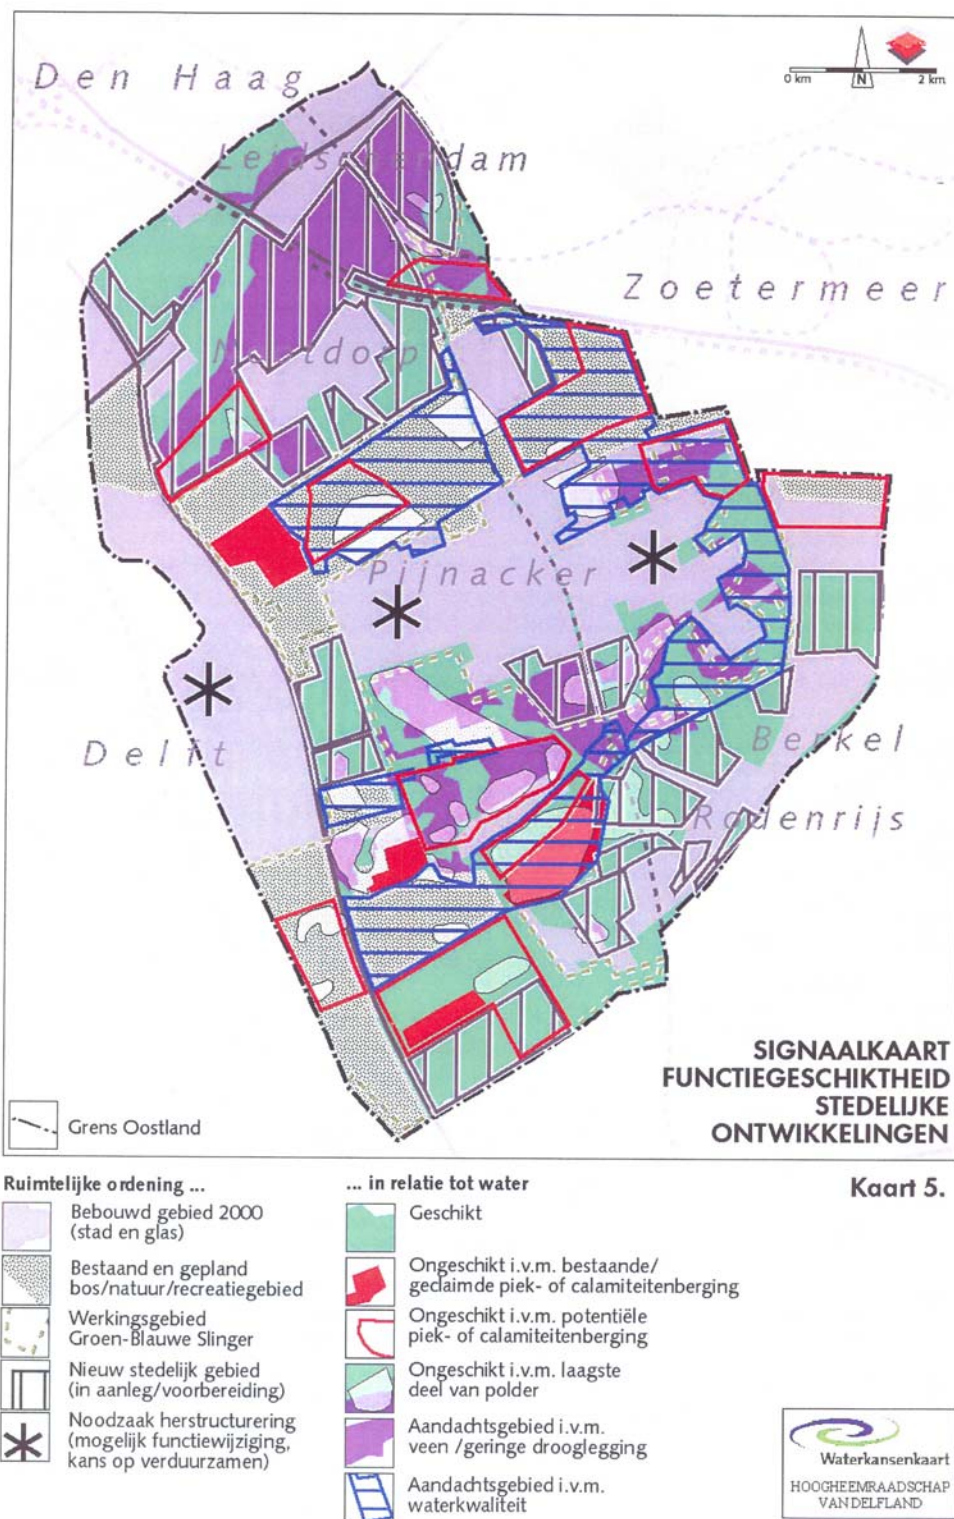 Den Haag
Leidschendam
0 km
N
2 km
Zoetermeer
Nootdorp
Pijnacker
Delft
Berkel
Rodenrijs
SIGNAALKAART
FUNCTIEGESCHIKTHEID
STEDELIJKE
ONTWIKKELINGEN
Grens Oostland
Kaart 5.
Ruimtelijke ordening ...
Bebouwd gebied 2000
(stad en glas)
Bestaand en gepland
bos/natuur/recreatiegebied
Werkingsgebied
Groen-Blauwe Slinger
Nieuw stedelijk gebied
(in aanleg/voorbereiding)
Noodzaak herstructurering
(mogelijk functiewijziging,
kans op verduurzamen)
... in relatie tot water
Geschikt
Ongeschikt i.v.m. bestaande/
geclaimde piek- of calamiteitenberging
Ongeschikt i.v.m. potentiële
piek- of calamiteitenberging
Ongeschikt i.v.m. laagste
deel van polder
Aandachtsgebied i.v.m.
veen /geringe drooglegging
Aandachtsgebied i.v.m.
waterkwaliteit
Waterkansenkaart
HOOGHEEMRAADSCHAP
VAN DELFLAND